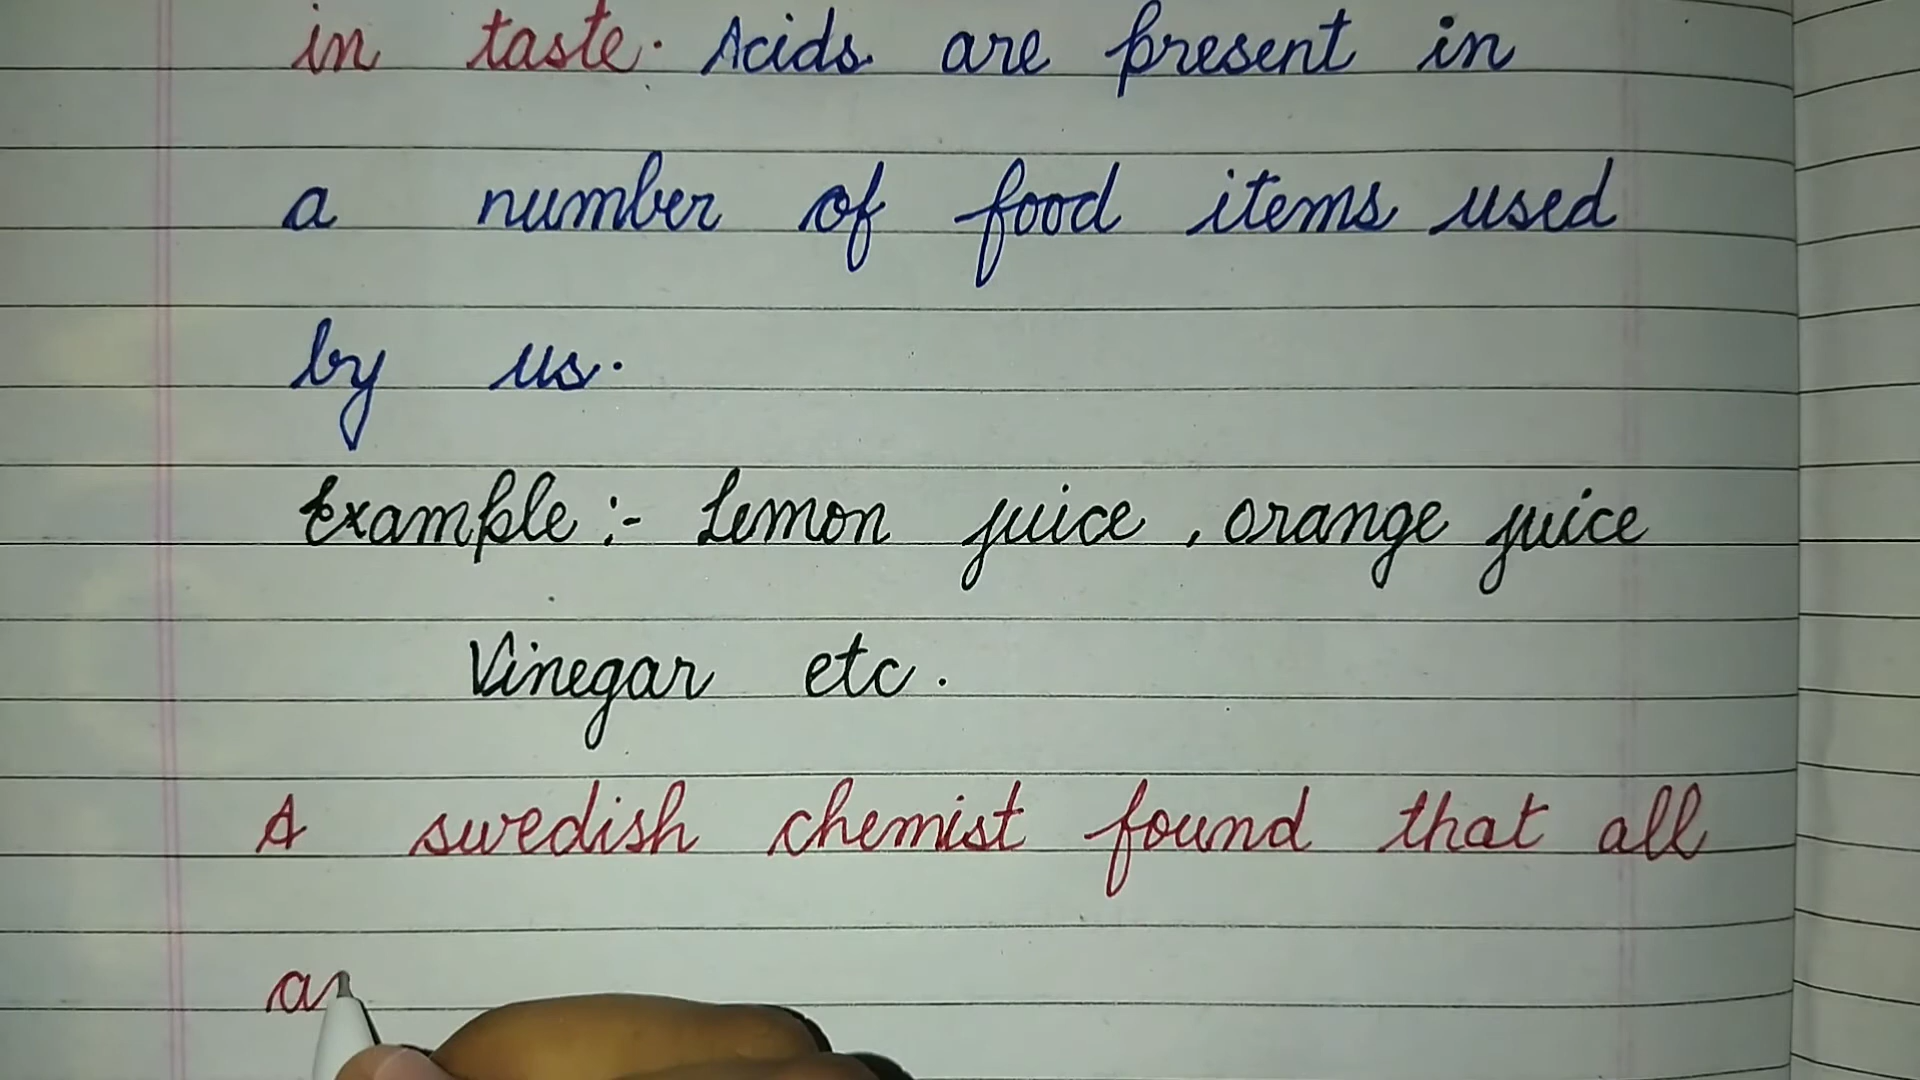 in taste. Acids are present in
a number of food items used
by us.
Example :- Lemon juice , orange juice
Vinegar etc.
A swedish chemist found that all